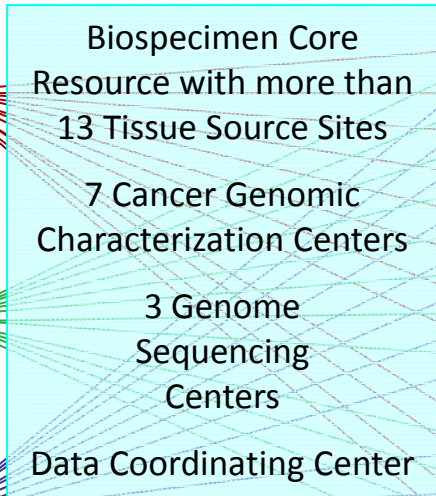 Biospecimen Core
Resource with more than
13 Tissue Source Sites
7 Cancer Genomic
Characterization Centers
3 Genome
Sequencing
Centers
Data Coordinating Center